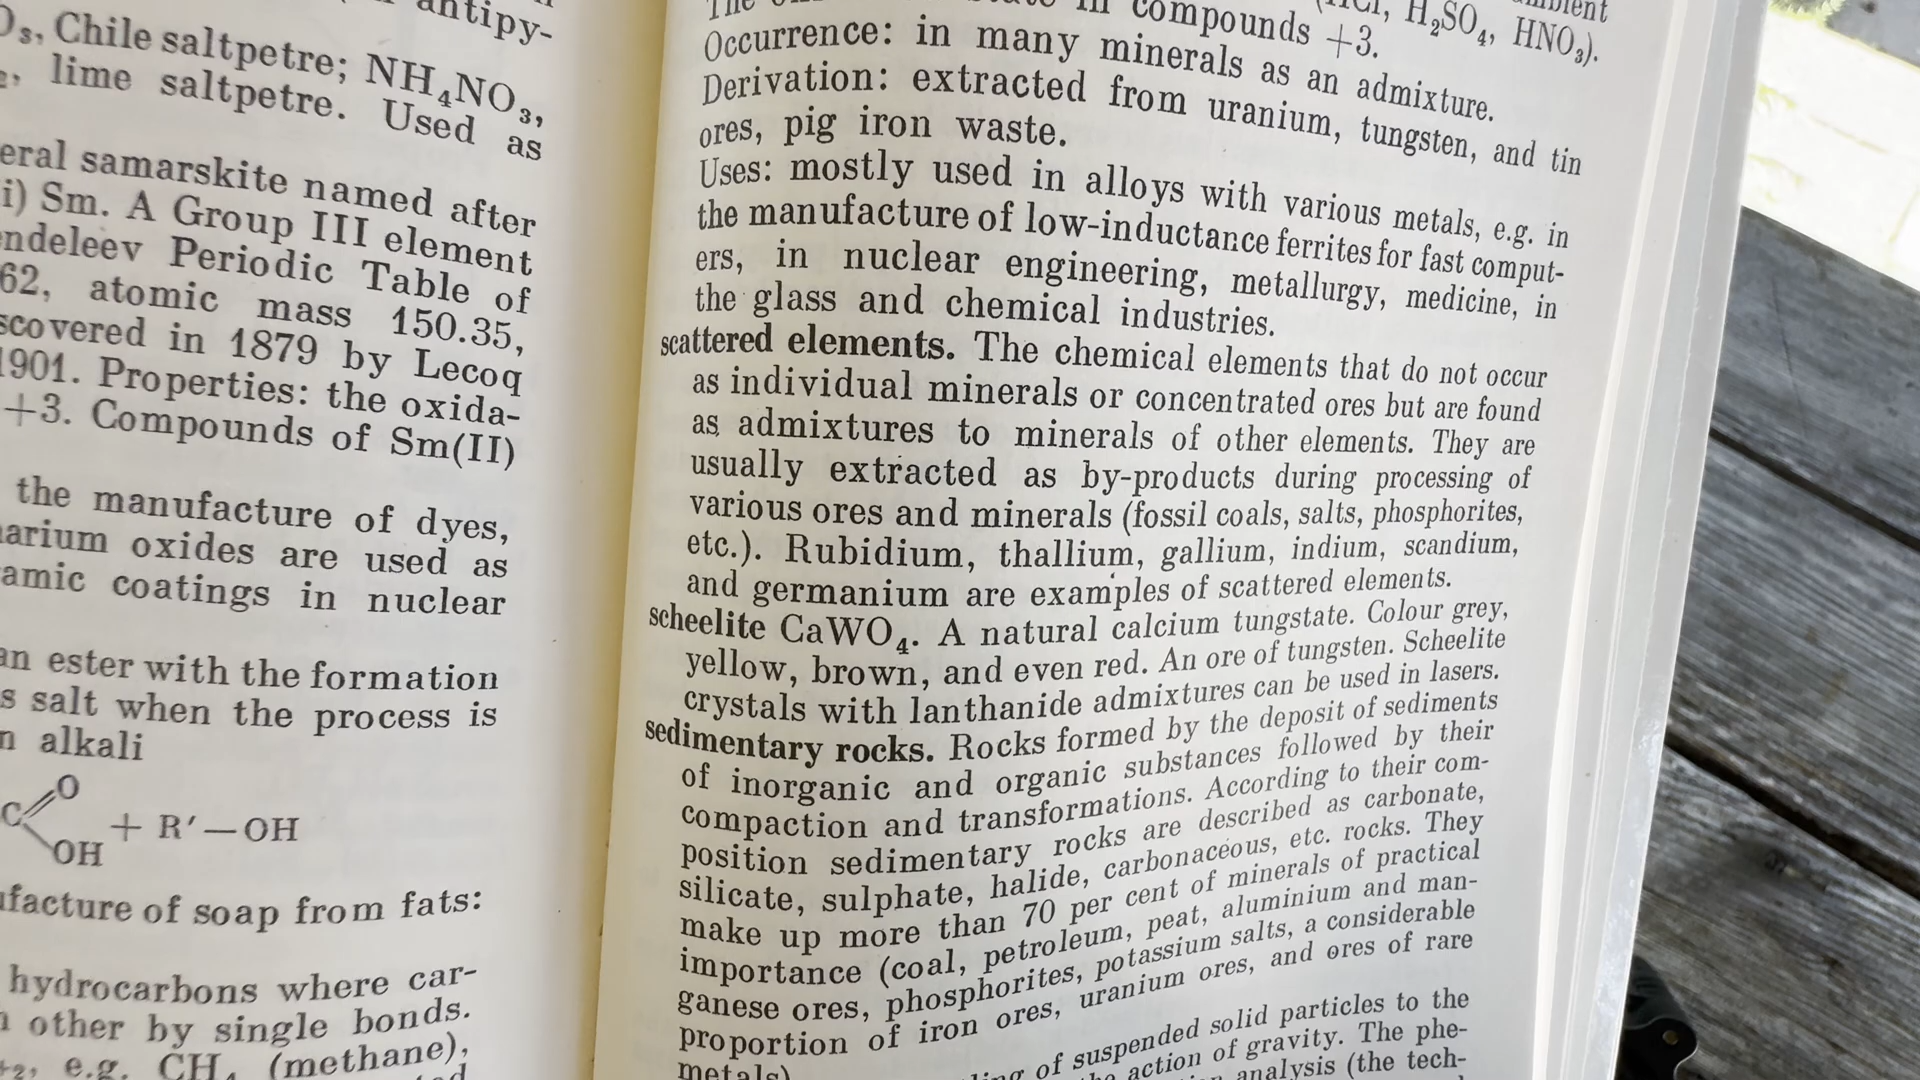 antipy-
Chile saltpetre; NH₄NO₃,
lime saltpetre. Used as
samarskite named after
Sm. A Group III element
Periodic Table of
62, atomic mass 150.35,
in 1879 by Lecoq
1901. Properties: the oxida-
+3. Compounds of Sm(II)
the manufacture of dyes,
oxides are used as
coatings in nuclear
an ester with the formation
salt when the process is
alkali
C O OH + R′—OH
of soap from fats:
hydrocarbons where car-
other by single bonds.
e.g. CH₄ (methane),
in compounds +3.
H₂SO₄, HNO₃).
Occurrence: in many minerals as an admixture.
Derivation: extracted from uranium, tungsten, and tin
ores, pig iron waste.
Uses: mostly used in alloys with various metals, e.g. in
the manufacture of low-inductance ferrites for fast comput-
ers, in nuclear engineering, metallurgy, medicine, in
the glass and chemical industries.
scattered elements. The chemical elements that do not occur
as individual minerals or concentrated ores but are found
as admixtures to minerals of other elements. They are
usually extracted as by-products during processing of
various ores and minerals (fossil coals, salts, phosphorites,
etc.). Rubidium, thallium, gallium, indium, scandium,
and germanium are examples of scattered elements.
scheelite CaWO₄. A natural calcium tungstate. Colour grey,
yellow, brown, and even red. An ore of tungsten. Scheelite
crystals with lanthanide admixtures can be used in lasers.
sedimentary rocks. Rocks formed by the deposit of sediments
of inorganic and organic substances followed by their
compaction and transformations. According to their com-
position sedimentary rocks are described as carbonate,
silicate, sulphate, halide, carbonaceous, etc. rocks. They
make up more than 70 per cent of minerals of practical
importance (coal, petroleum, peat, aluminium and man-
ganese ores, phosphorites, potassium salts, a considerable
proportion of iron ores, uranium ores, and ores of rare
metals).
of suspended solid particles to the
action of gravity. The phe-
analysis (the tech-